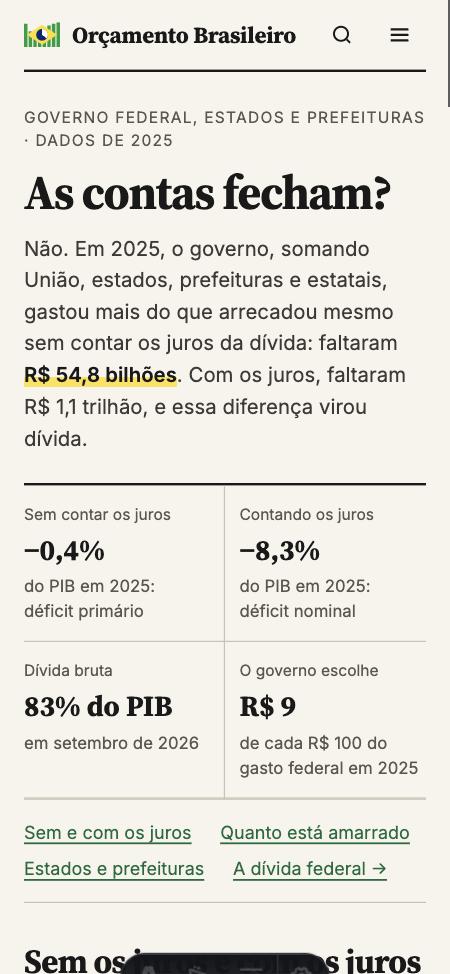 Orçamento Brasileiro
GOVERNO FEDERAL, ESTADOS E PREFEITURAS
· DADOS DE 2025
As contas fecham?
Não. Em 2025, o governo, somando
União, estados, prefeituras e estatais,
gastou mais do que arrecadou mesmo
sem contar os juros da dívida: faltaram
R$ 54,8 bilhões. Com os juros, faltaram
R$ 1,1 trilhão, e essa diferença virou
dívida.
Sem contar os juros
−0,4%
do PIB em 2025:
déficit primário
Contando os juros
−8,3%
do PIB em 2025:
déficit nominal
Dívida bruta
83% do PIB
em setembro de 2026
O governo escolhe
R$ 9
de cada R$ 100 do
gasto federal em 2025
Sem e com os juros Quanto está amarrado
Estados e prefeituras A dívida federal →
Sem os juros